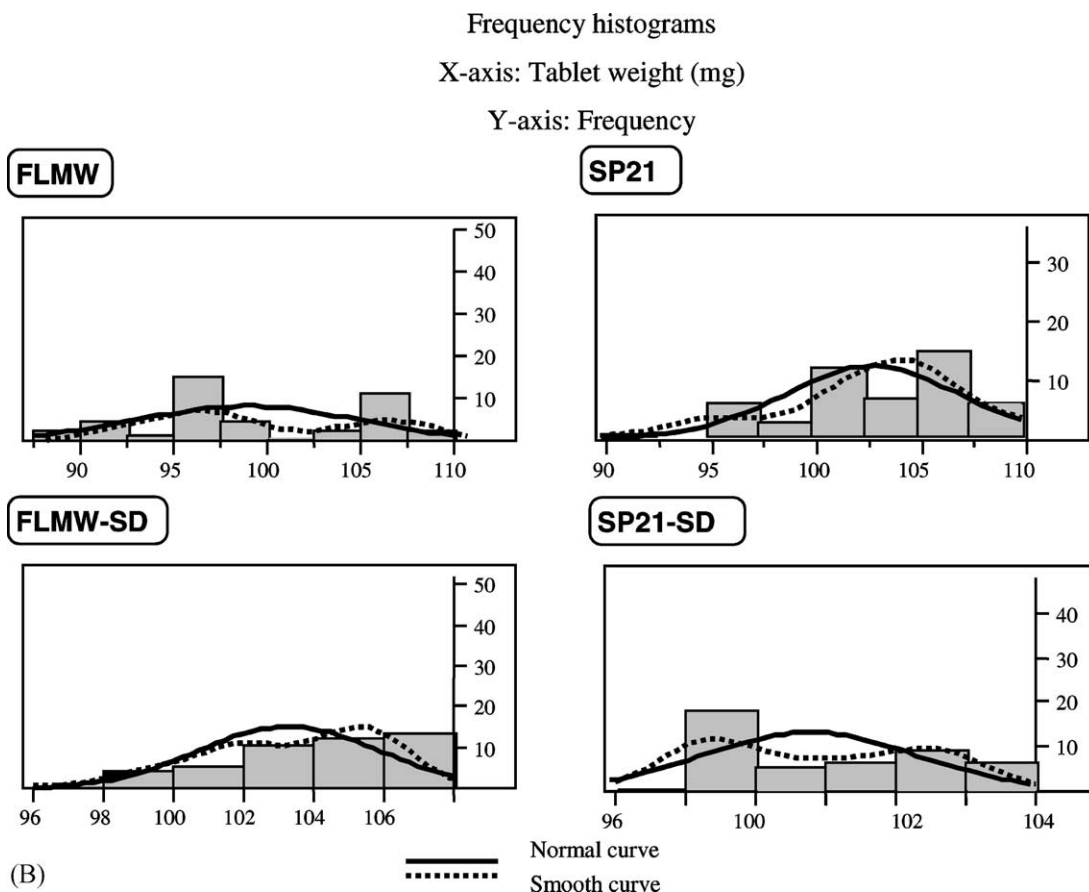 Frequency histograms
X-axis: Tablet weight (mg)
Y-axis: Frequency
FLMW
SP21
50
40
30
20
10
90 95 100 105 110
30
20
10
90 95 100 105 110
FLMW-SD
SP21-SD
50
40
30
20
10
96 98 100 102 104 106
40
30
20
10
96 100 102 104
Normal curve
Smooth curve
(B)